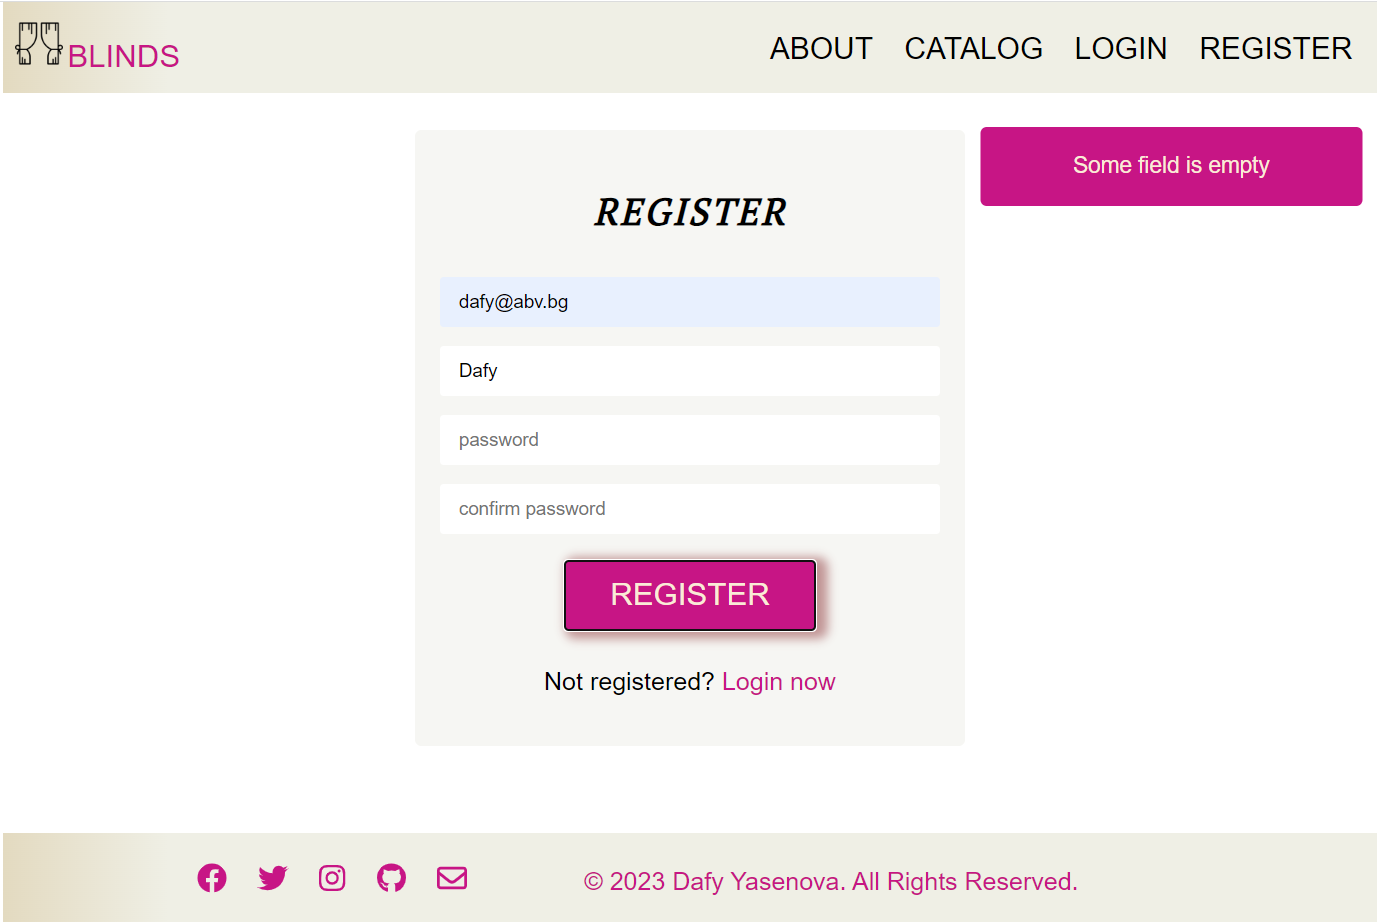 BLINDS
ABOUT CATALOG LOGIN REGISTER
Some field is empty
REGISTER
dafy@abv.bg
Dafy
password
confirm password
REGISTER
Not registered? Login now
© 2023 Dafy Yasenova. All Rights Reserved.